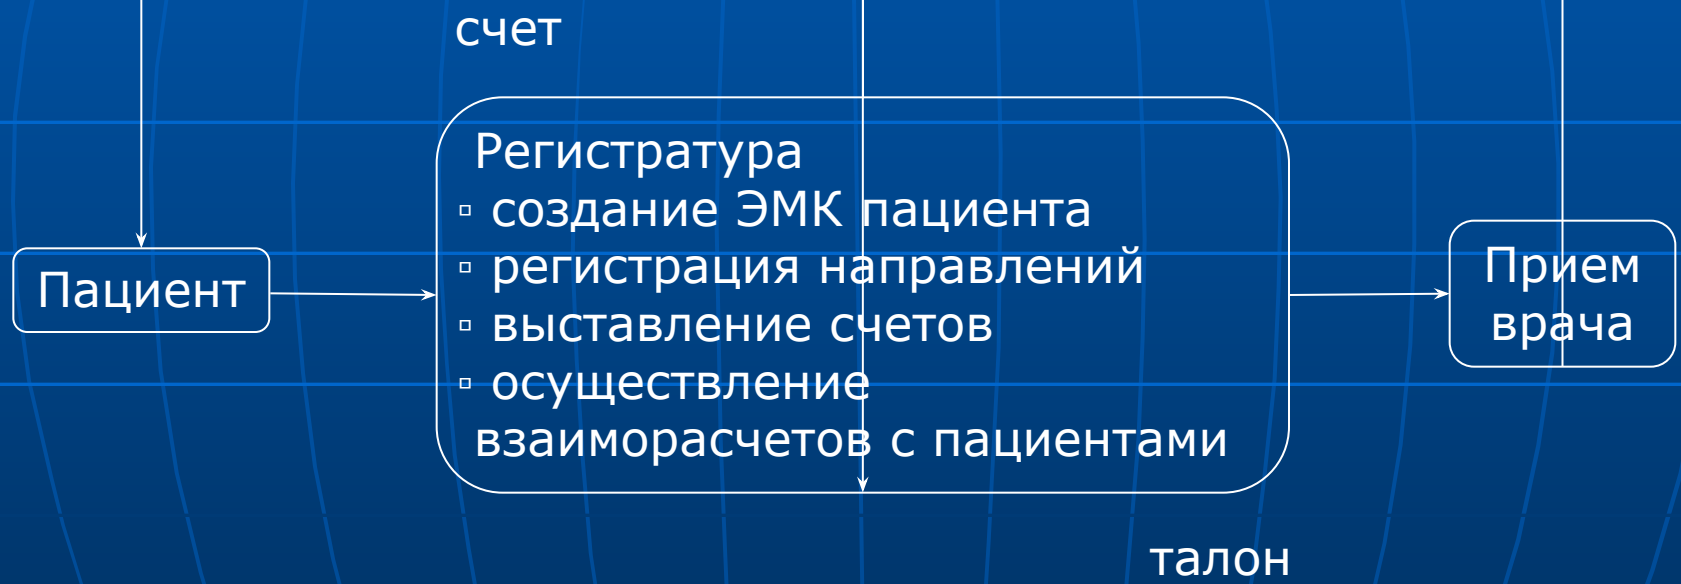 счет
Регистратура
▫ создание ЭМК пациента
▫ регистрация направлений
▫ выставление счетов
▫ осуществление
взаиморасчетов с пациентами
Пациент
Прием
врача
талон